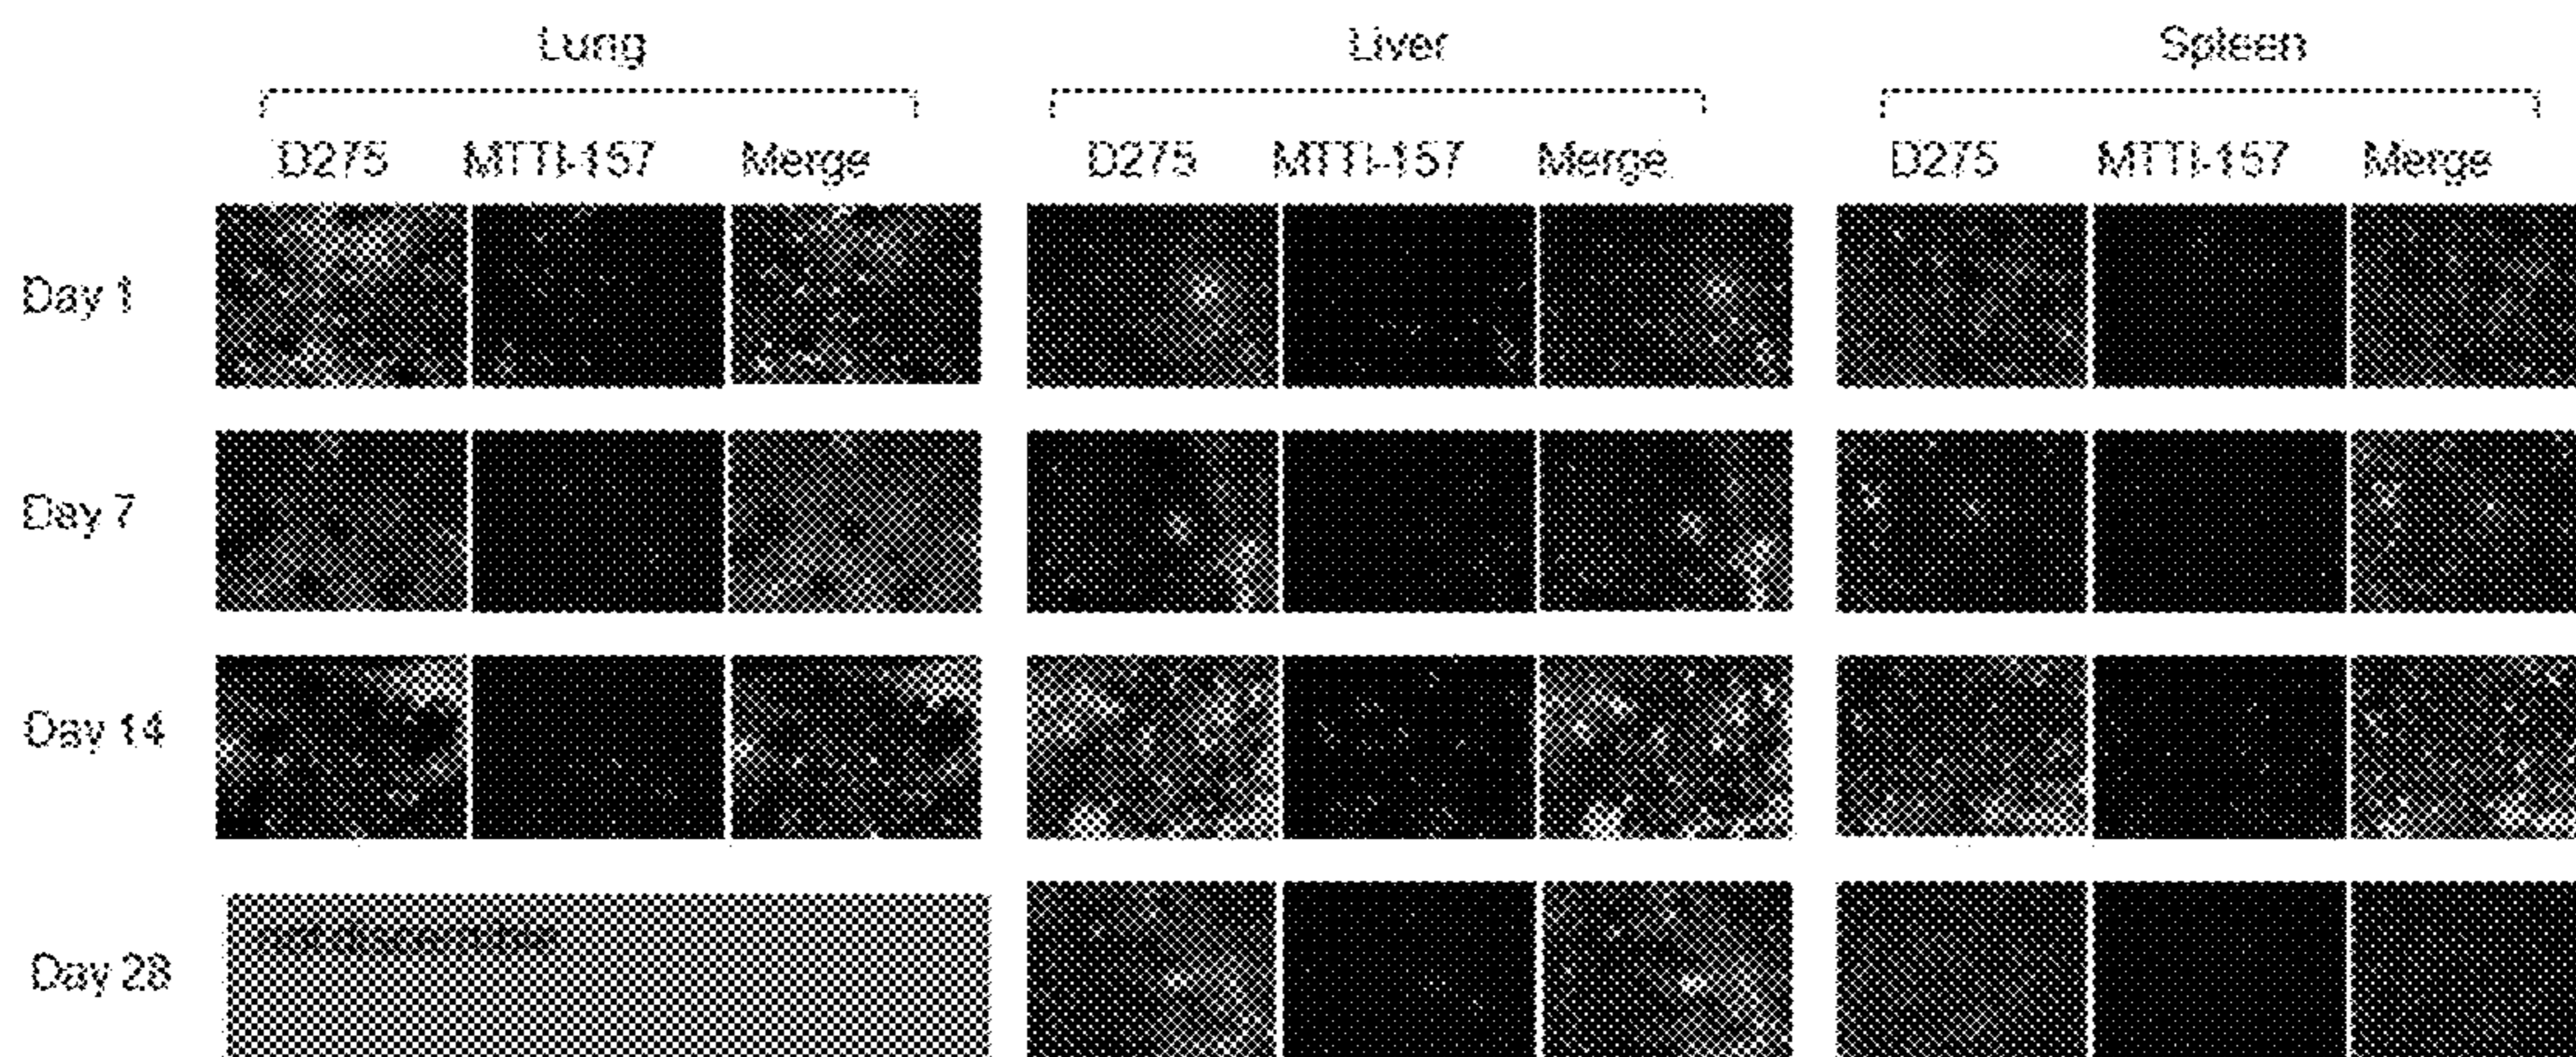 Lung Liver Spleen
D275 MTTI-157 Merge D275 MTTI-157 Merge D275 MTTI-157 Merge
Day 1
Day 7
Day 14
Day 28